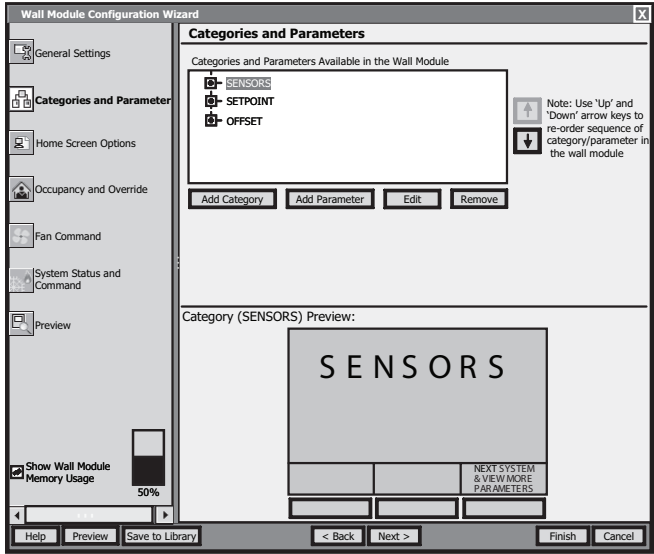 Wall Module Configuration Wizard
X
General Settings
Categories and Parameter
Home Screen Options
Occupancy and Override
Fan Command
System Status and
Command
Preview
Show Wall Module
Memory Usage
50%
Categories and Parameters
Categories and Parameters Available in the Wall Module
SENSORS
SETPOINT
OFFSET
Note: Use ‘Up’ and
‘Down’ arrow keys to
re-order sequence of
category/parameter in
the wall module
Add Category
Add Parameter
Edit
Remove
Category (SENSORS) Preview:
SENSORS
NEXT SYSTEM
& VIEW MORE
PARAMETERS
Help
Preview
Save to Library
< Back
Next >
Finish
Cancel